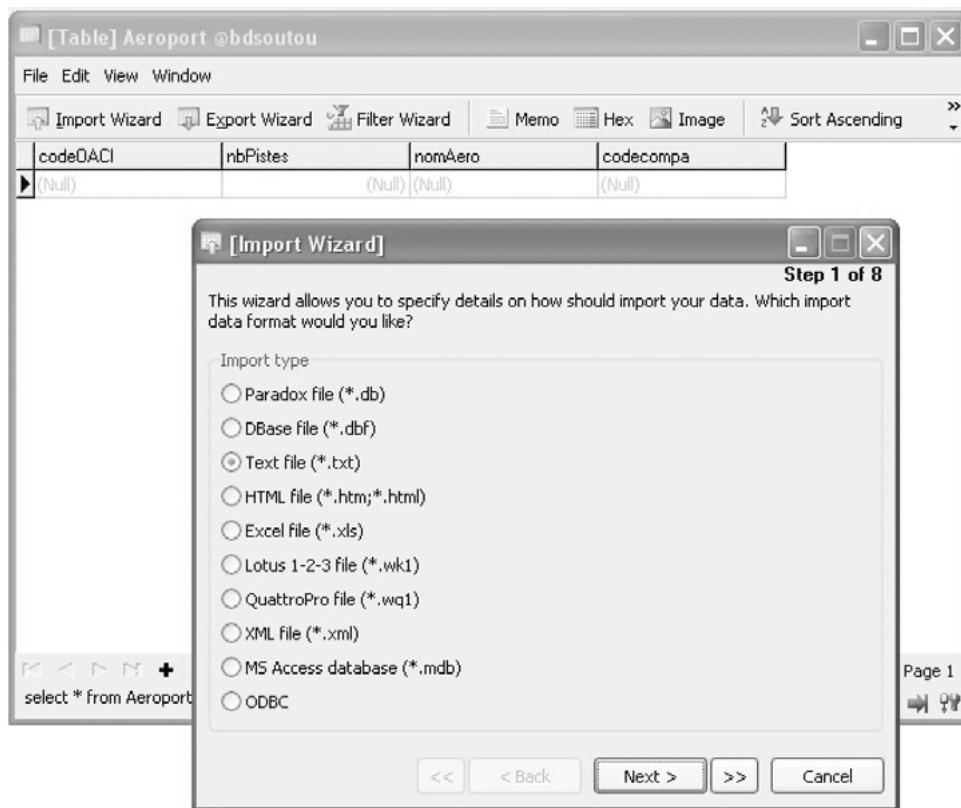 [Table] Aeroport @bdsoutou
File Edit View Window
Import Wizard Export Wizard Filter Wizard Memo Hex Image Sort Ascending »
codeOACI nbPistes nomAero codecompa
(Null) (Null) (Null) (Null)
[Import Wizard]
Step 1 of 8
This wizard allows you to specify details on how should import your data. Which import
data format would you like?
Import type
Paradox file (*.db)
DBase file (*.dbf)
Text file (*.txt)
HTML file (*.htm;*.html)
Excel file (*.xls)
Lotus 1-2-3 file (*.wk1)
QuattroPro file (*.wq1)
XML file (*.xml)
MS Access database (*.mdb)
ODBC
Page 1
select * from Aeroport
<< < Back Next > >> Cancel